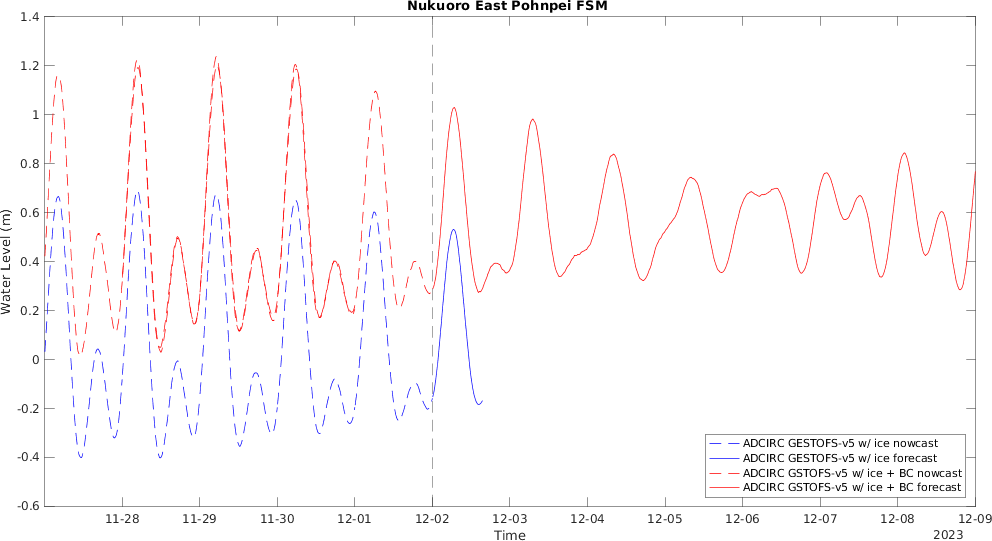 Nukuoro East Pohnpei FSM
1.4
1.2
1
0.8
0.6
0.4
0.2
0
-0.2
-0.4
-0.6
Water Level (m)
ADCIRC GESTOFS-v5 w/ ice nowcast
ADCIRC GESTOFS-v5 w/ ice forecast
ADCIRC GSTOFS-v5 w/ ice + BC nowcast
ADCIRC GSTOFS-v5 w/ ice + BC forecast
11-28 11-29 11-30 12-01 12-02 12-03 12-04 12-05 12-06 12-07 12-08 12-09
Time
2023